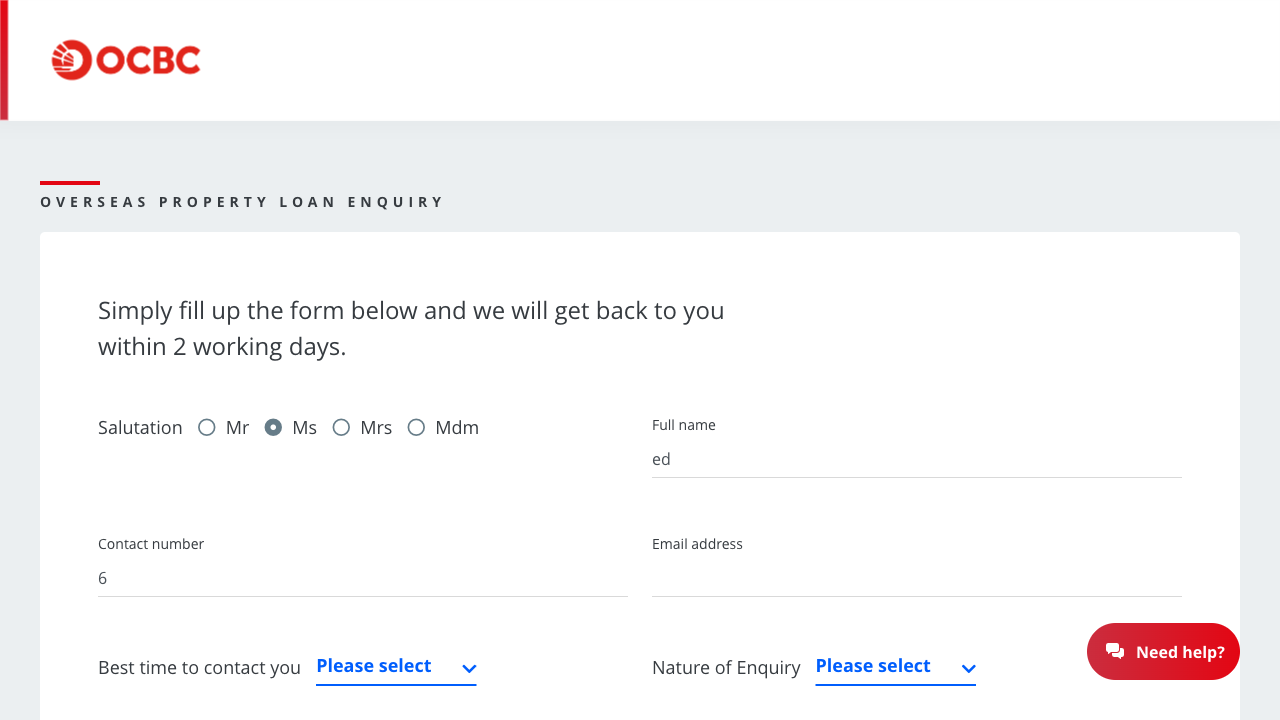 OCBC
OVERSEAS PROPERTY LOAN ENQUIRY
Simply fill up the form below and we will get back to you
within 2 working days.
Salutation Mr Ms Mrs Mdm
Full name
ed
Contact number
6
Email address
Best time to contact you Please select
Nature of Enquiry Please select
Need help?